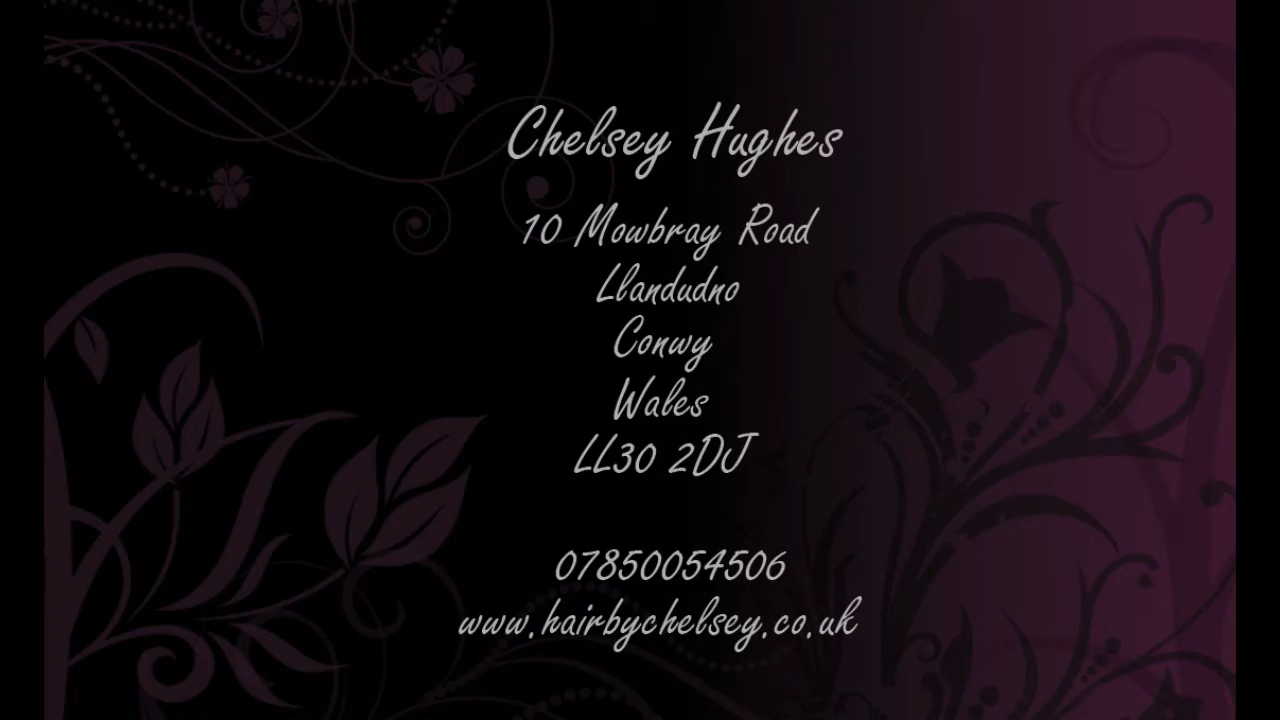 Chelsey Hughes
10 Mowbray Road
Llandudno
Conwy
Wales
LL30 2DJ
07850054506
www.hairbychelsey.co.uk